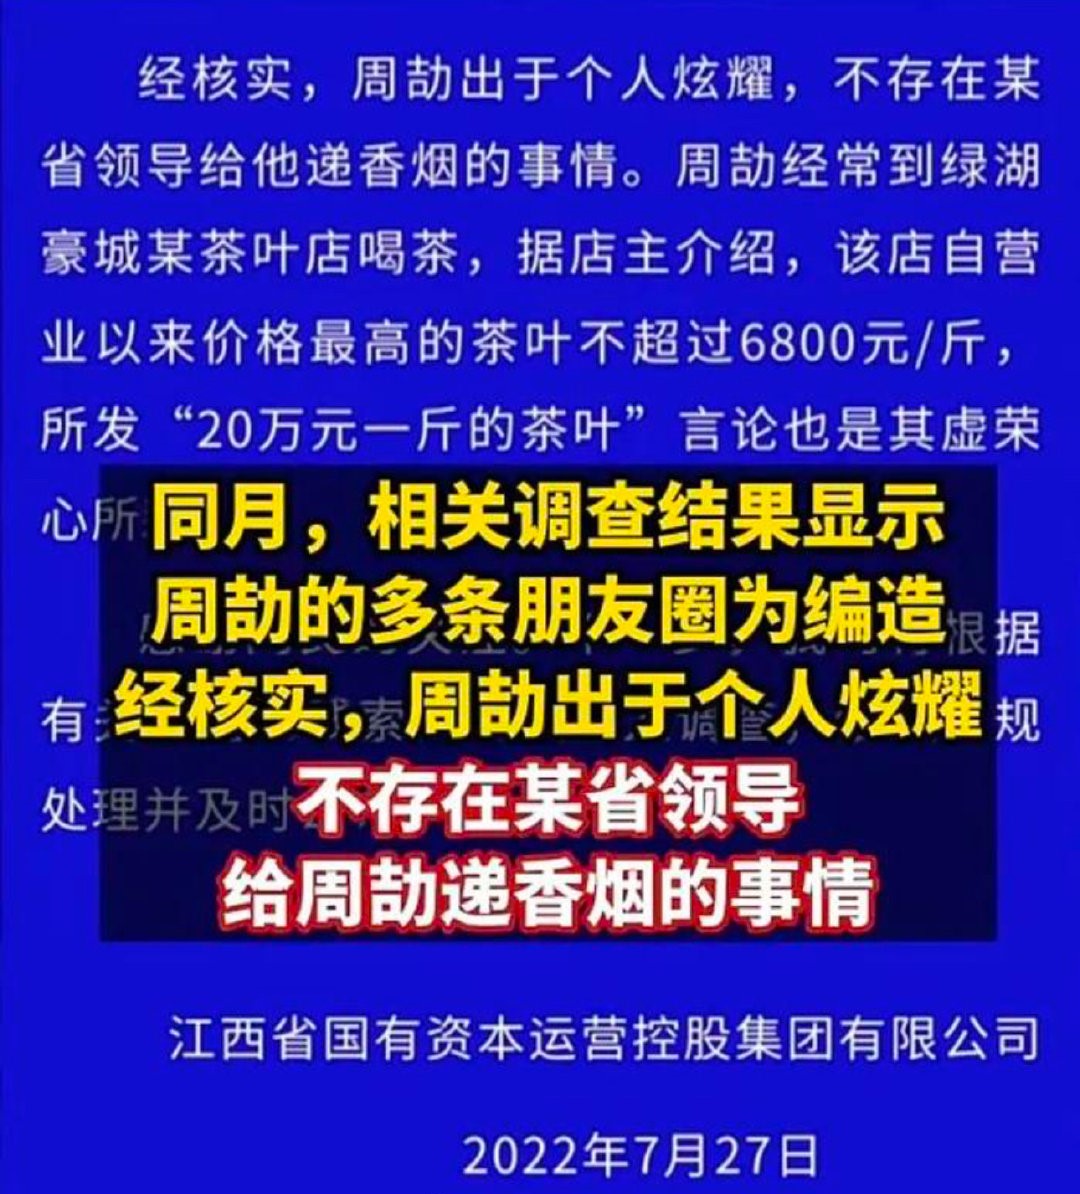 经核实，周劼出于个人炫耀，不存在某
省领导给他递香烟的事情。周劼经常到绿湖
豪城某茶叶店喝茶，据店主介绍，该店自营
业以来价格最高的茶叶不超过6800元/斤，
所发“20万元一斤的茶叶”言论也是其虚荣
心所
同月，相关调查结果显示
周劼的多条朋友圈为编造
根据
经核实，周劼出于个人炫耀
有 索 调查， 规
不存在某省领导
处理并及时
给周劼递香烟的事情
江西省国有资本运营控股集团有限公司
2022年7月27日